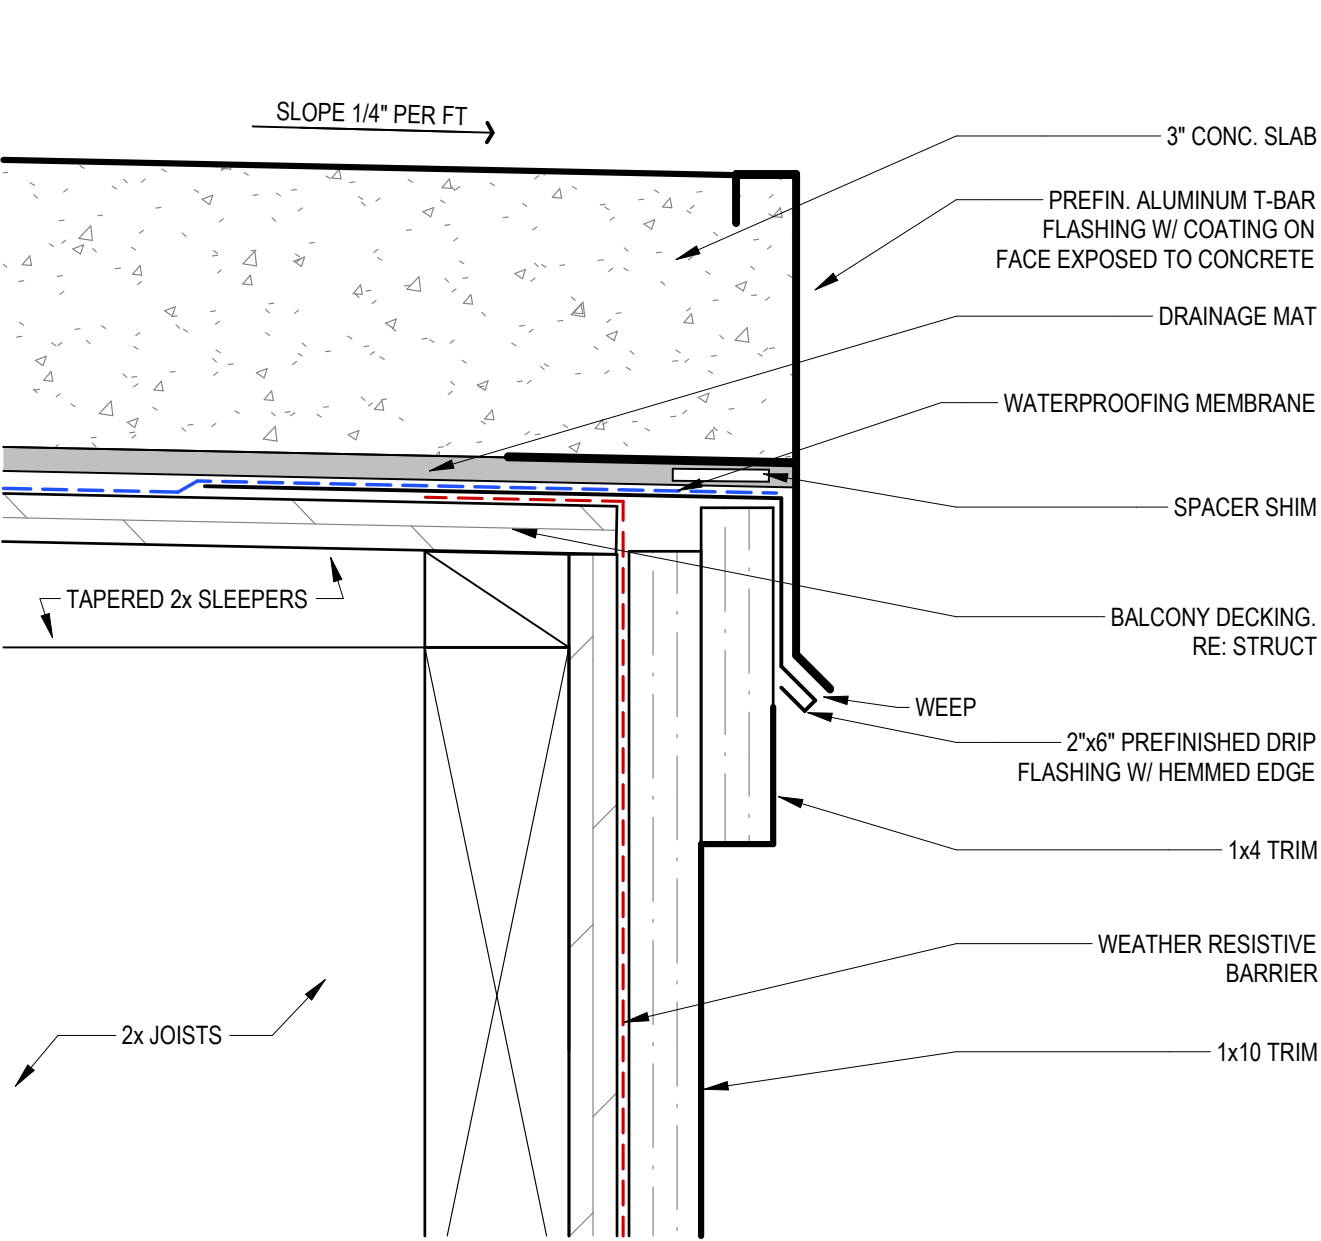 SLOPE 1/4" PER FT
3" CONC. SLAB
PREFIN. ALUMINUM T-BAR
FLASHING W/ COATING ON
FACE EXPOSED TO CONCRETE
DRAINAGE MAT
WATERPROOFING MEMBRANE
SPACER SHIM
TAPERED 2x SLEEPERS
BALCONY DECKING.
RE: STRUCT
WEEP
2"x6" PREFINISHED DRIP
FLASHING W/ HEMMED EDGE
1x4 TRIM
WEATHER RESISTIVE
BARRIER
2x JOISTS
1x10 TRIM